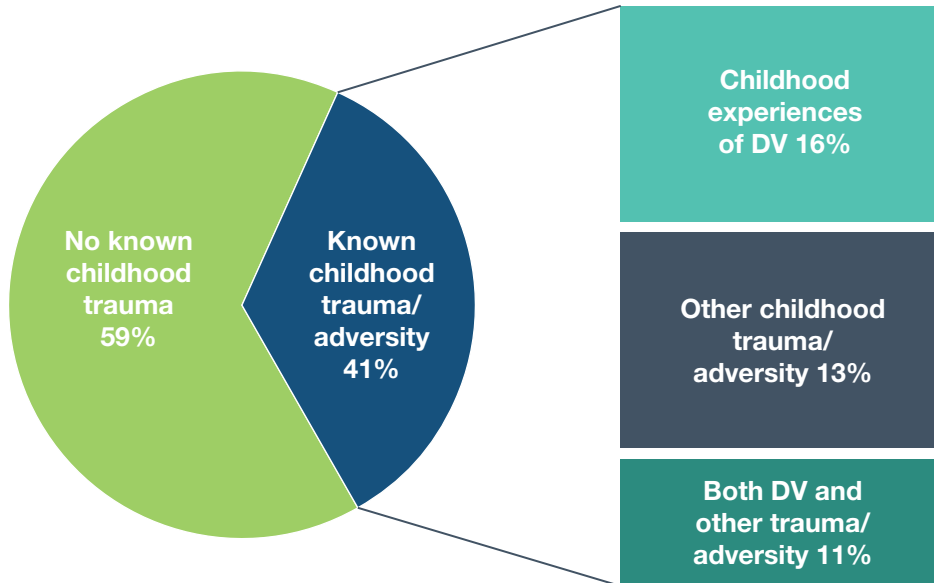 No known
childhood
trauma
59%
Known
childhood
trauma/
adversity
41%
Childhood
experiences
of DV 16%
Other childhood
trauma/
adversity 13%
Both DV and
other trauma/
adversity 11%